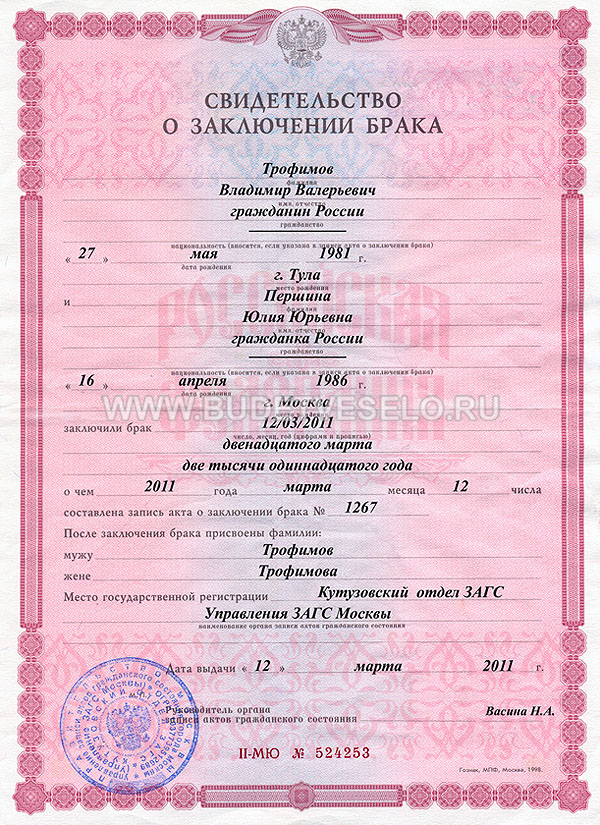 СВИДЕТЕЛЬСТВО
О ЗАКЛЮЧЕНИИ БРАКА
Трофимов
фамилия
Владимир Валерьевич
имя, отчество
гражданин России
гражданство
национальность (вносится, если указана в записи акта о заключении брака)
« 27 » мая 1981 г.
дата рождения
г. Тула
место рождения
и Першина
фамилия
Юлия Юрьевна
имя, отчество
гражданка России
гражданство
национальность (вносится, если указана в записи акта о заключении брака)
« 16 » апреля 1986 г.
дата рождения
г. Москва
WWW.BUDALVESELO.RU
заключили брак 12/03/2011
число, месяц, год (цифрами и прописью)
двенадцатого марта
две тысячи одиннадцатого года
о чем 2011 года марта месяца 12 числа
составлена запись акта о заключении брака № 1267
После заключения брака присвоены фамилии:
мужу Трофимов
жене Трофимова
Место государственной регистрации Кутузовский отдел ЗАГС
Управления ЗАГС Москвы
наименование органа записи актов гражданского состояния
Дата выдачи « 12 » марта 2011 г.
Руководитель органа
записи актов гражданского состояния Васина Н.А.
II-МЮ № 524253
Гознак, МПФ, Москва, 1998.